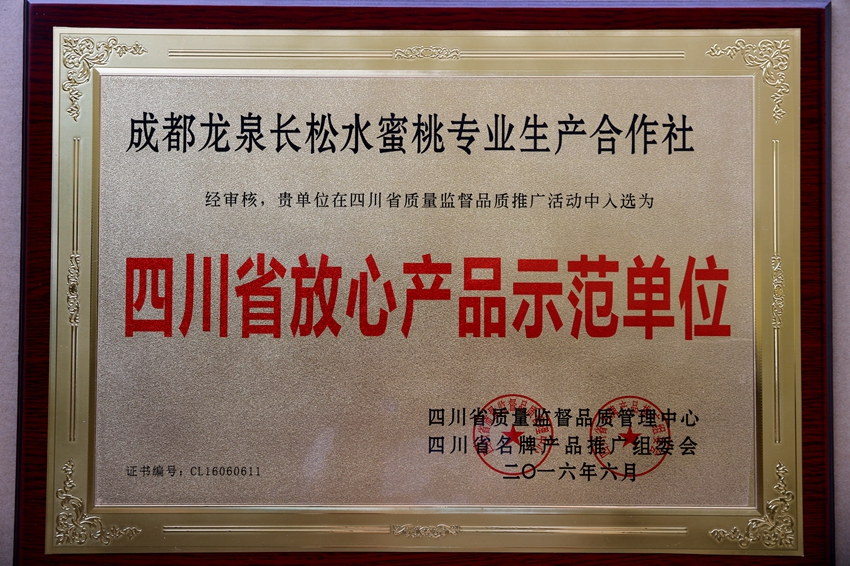 成都龙泉长松水蜜桃专业生产合作社
经审核，贵单位在四川省质量监督品质推广活动中入选为
四川省放心产品示范单位
四川省质量监督品质管理中心
四川省名牌产品推广组委会
二〇一六年六月
证书编号：CL16060611